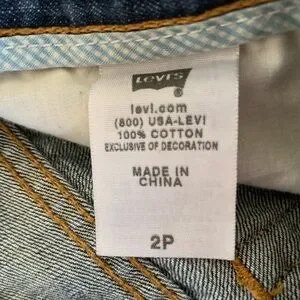 LEVI'S
®
levi.com
(800) USA-LEVI
100% COTTON
EXCLUSIVE OF DECORATION
MADE IN
CHINA
2P